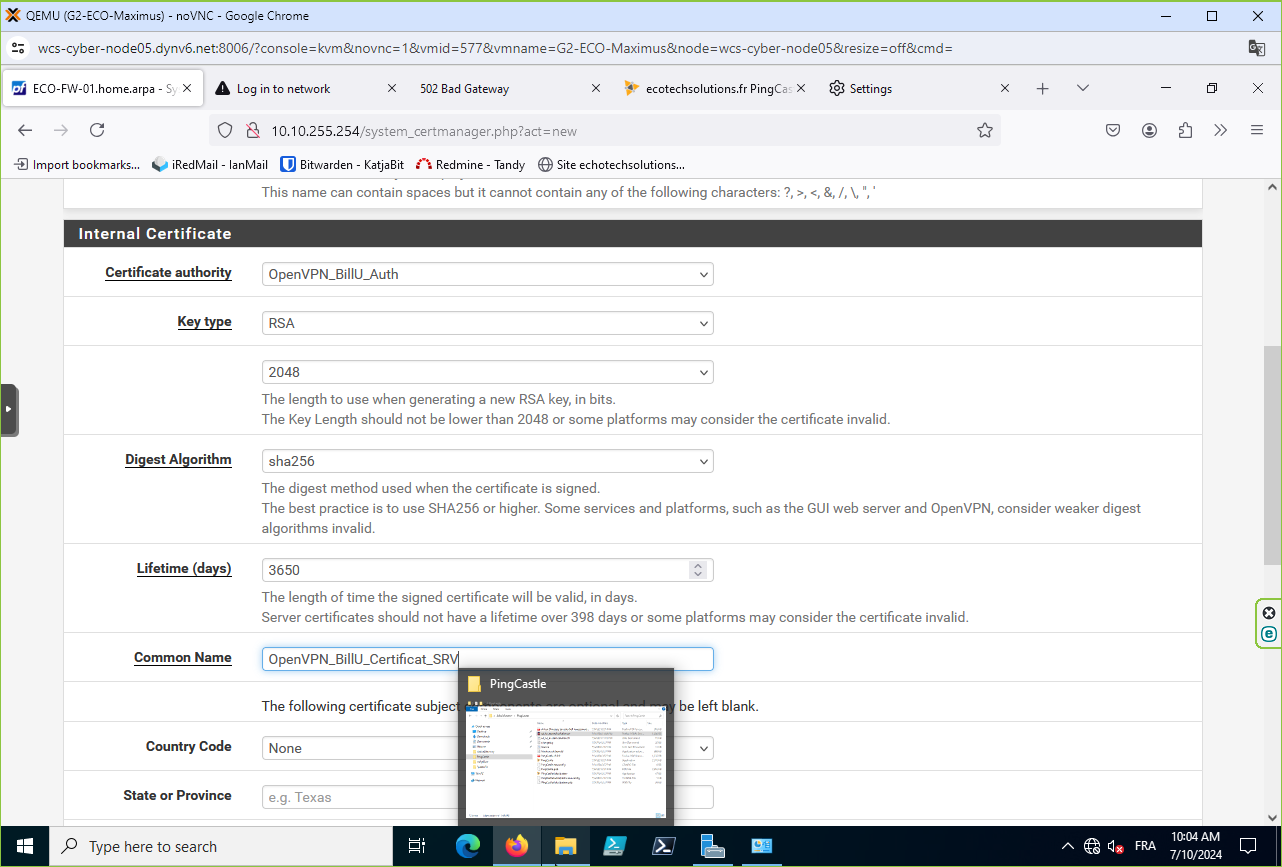 QEMU (G2-ECO-Maximus) - noVNC - Google Chrome
wcs-cyber-node05.dynv6.net:8006/?console=kvm&novnc=1&vmid=577&vmname=G2-ECO-Maximus&node=wcs-cyber-node05&resize=off&cmd=
ECO-FW-01.home.arpa - Sy
Log in to network
502 Bad Gateway
ecotechsolutions.fr PingCas
Settings
10.10.255.254/system_certmanager.php?act=new
Import bookmarks...
iRedMail - IanMail
Bitwarden - KatjaBit
Redmine - Tandy
Site echotechsolutions...
This name can contain spaces but it cannot contain any of the following characters: ?, >, <, &, /, \, ", '
Internal Certificate
Certificate authority
OpenVPN_BillU_Auth
Key type
RSA
2048
The length to use when generating a new RSA key, in bits.
The Key Length should not be lower than 2048 or some platforms may consider the certificate invalid.
Digest Algorithm
sha256
The digest method used when the certificate is signed.
The best practice is to use SHA256 or higher. Some services and platforms, such as the GUI web server and OpenVPN, consider weaker digest
algorithms invalid.
Lifetime (days)
3650
The length of time the signed certificate will be valid, in days.
Server certificates should not have a lifetime over 398 days or some platforms may consider the certificate invalid.
Common Name
OpenVPN_BillU_Certificat_SRV
PingCastle
The following certificate subject be left blank.
Country Code
None
State or Province
e.g. Texas
Type here to search
FRA
10:04 AM
7/10/2024